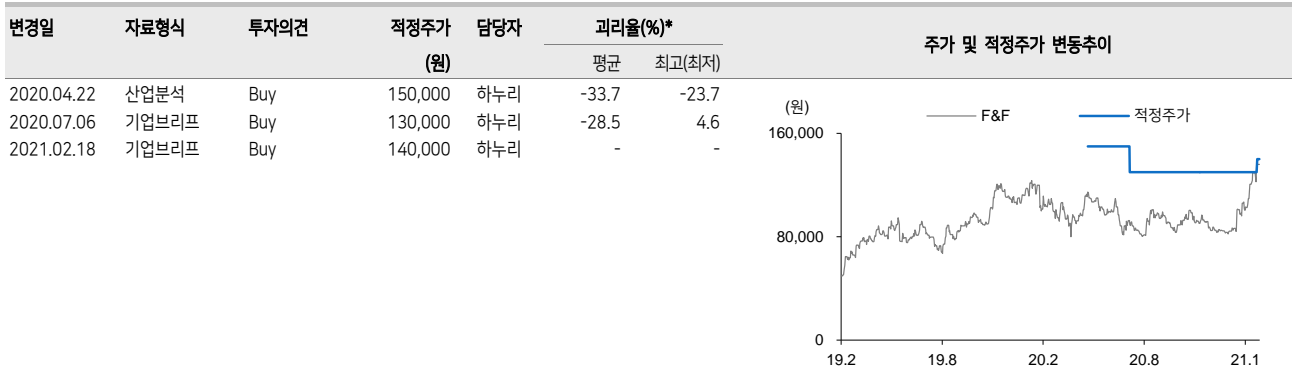 변경일 자료형식 투자의견 적정주가 담당자 괴리율(%)*
(원) 평균 최고(최저)
2020.04.22 산업분석 Buy 150,000 하누리 -33.7 -23.7
2020.07.06 기업브리프 Buy 130,000 하누리 -28.5 4.6
2021.02.18 기업브리프 Buy 140,000 하누리 - -
주가 및 적정주가 변동추이
(원) F&F 적정주가
160,000
80,000
0
19.2 19.8 20.2 20.8 21.1